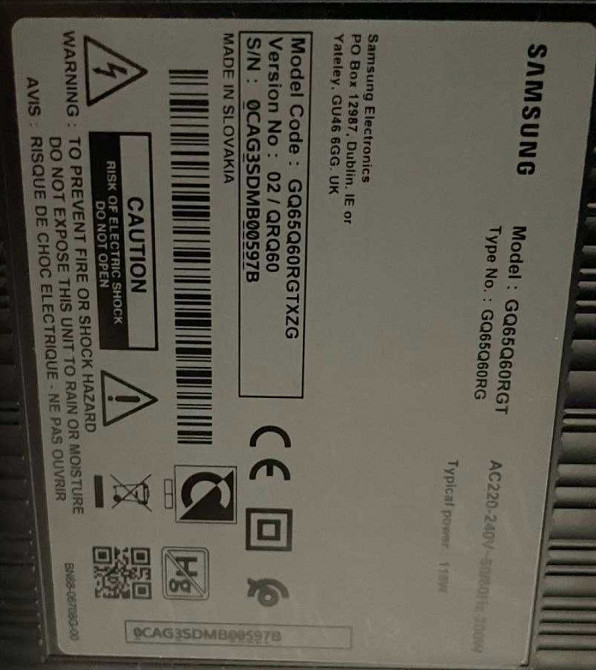 SAMSUNG
Model : GQ65Q60RGT
Type No. : GQ65Q60RG
AC220-240V~50/60Hz 300W
Typical power 118W
Samsung Electronics
PO Box 12987, Dublin. IE or
Yateley, GU46 6GG. UK
Model Code : GQ65Q60RGTXZG
Version No : 02 / QRQ60
S/N : 0CAG3SDMB00597B
MADE IN SLOVAKIA
CE
CAUTION
RISK OF ELECTRIC SHOCK
DO NOT OPEN
Hg
WARNING : TO PREVENT FIRE OR SHOCK HAZARD
DO NOT EXPOSE THIS UNIT TO RAIN OR MOISTURE
AVIS : RISQUE DE CHOC ELECTRIQUE - NE PAS OUVRIR
0CAG3SDMB00597B